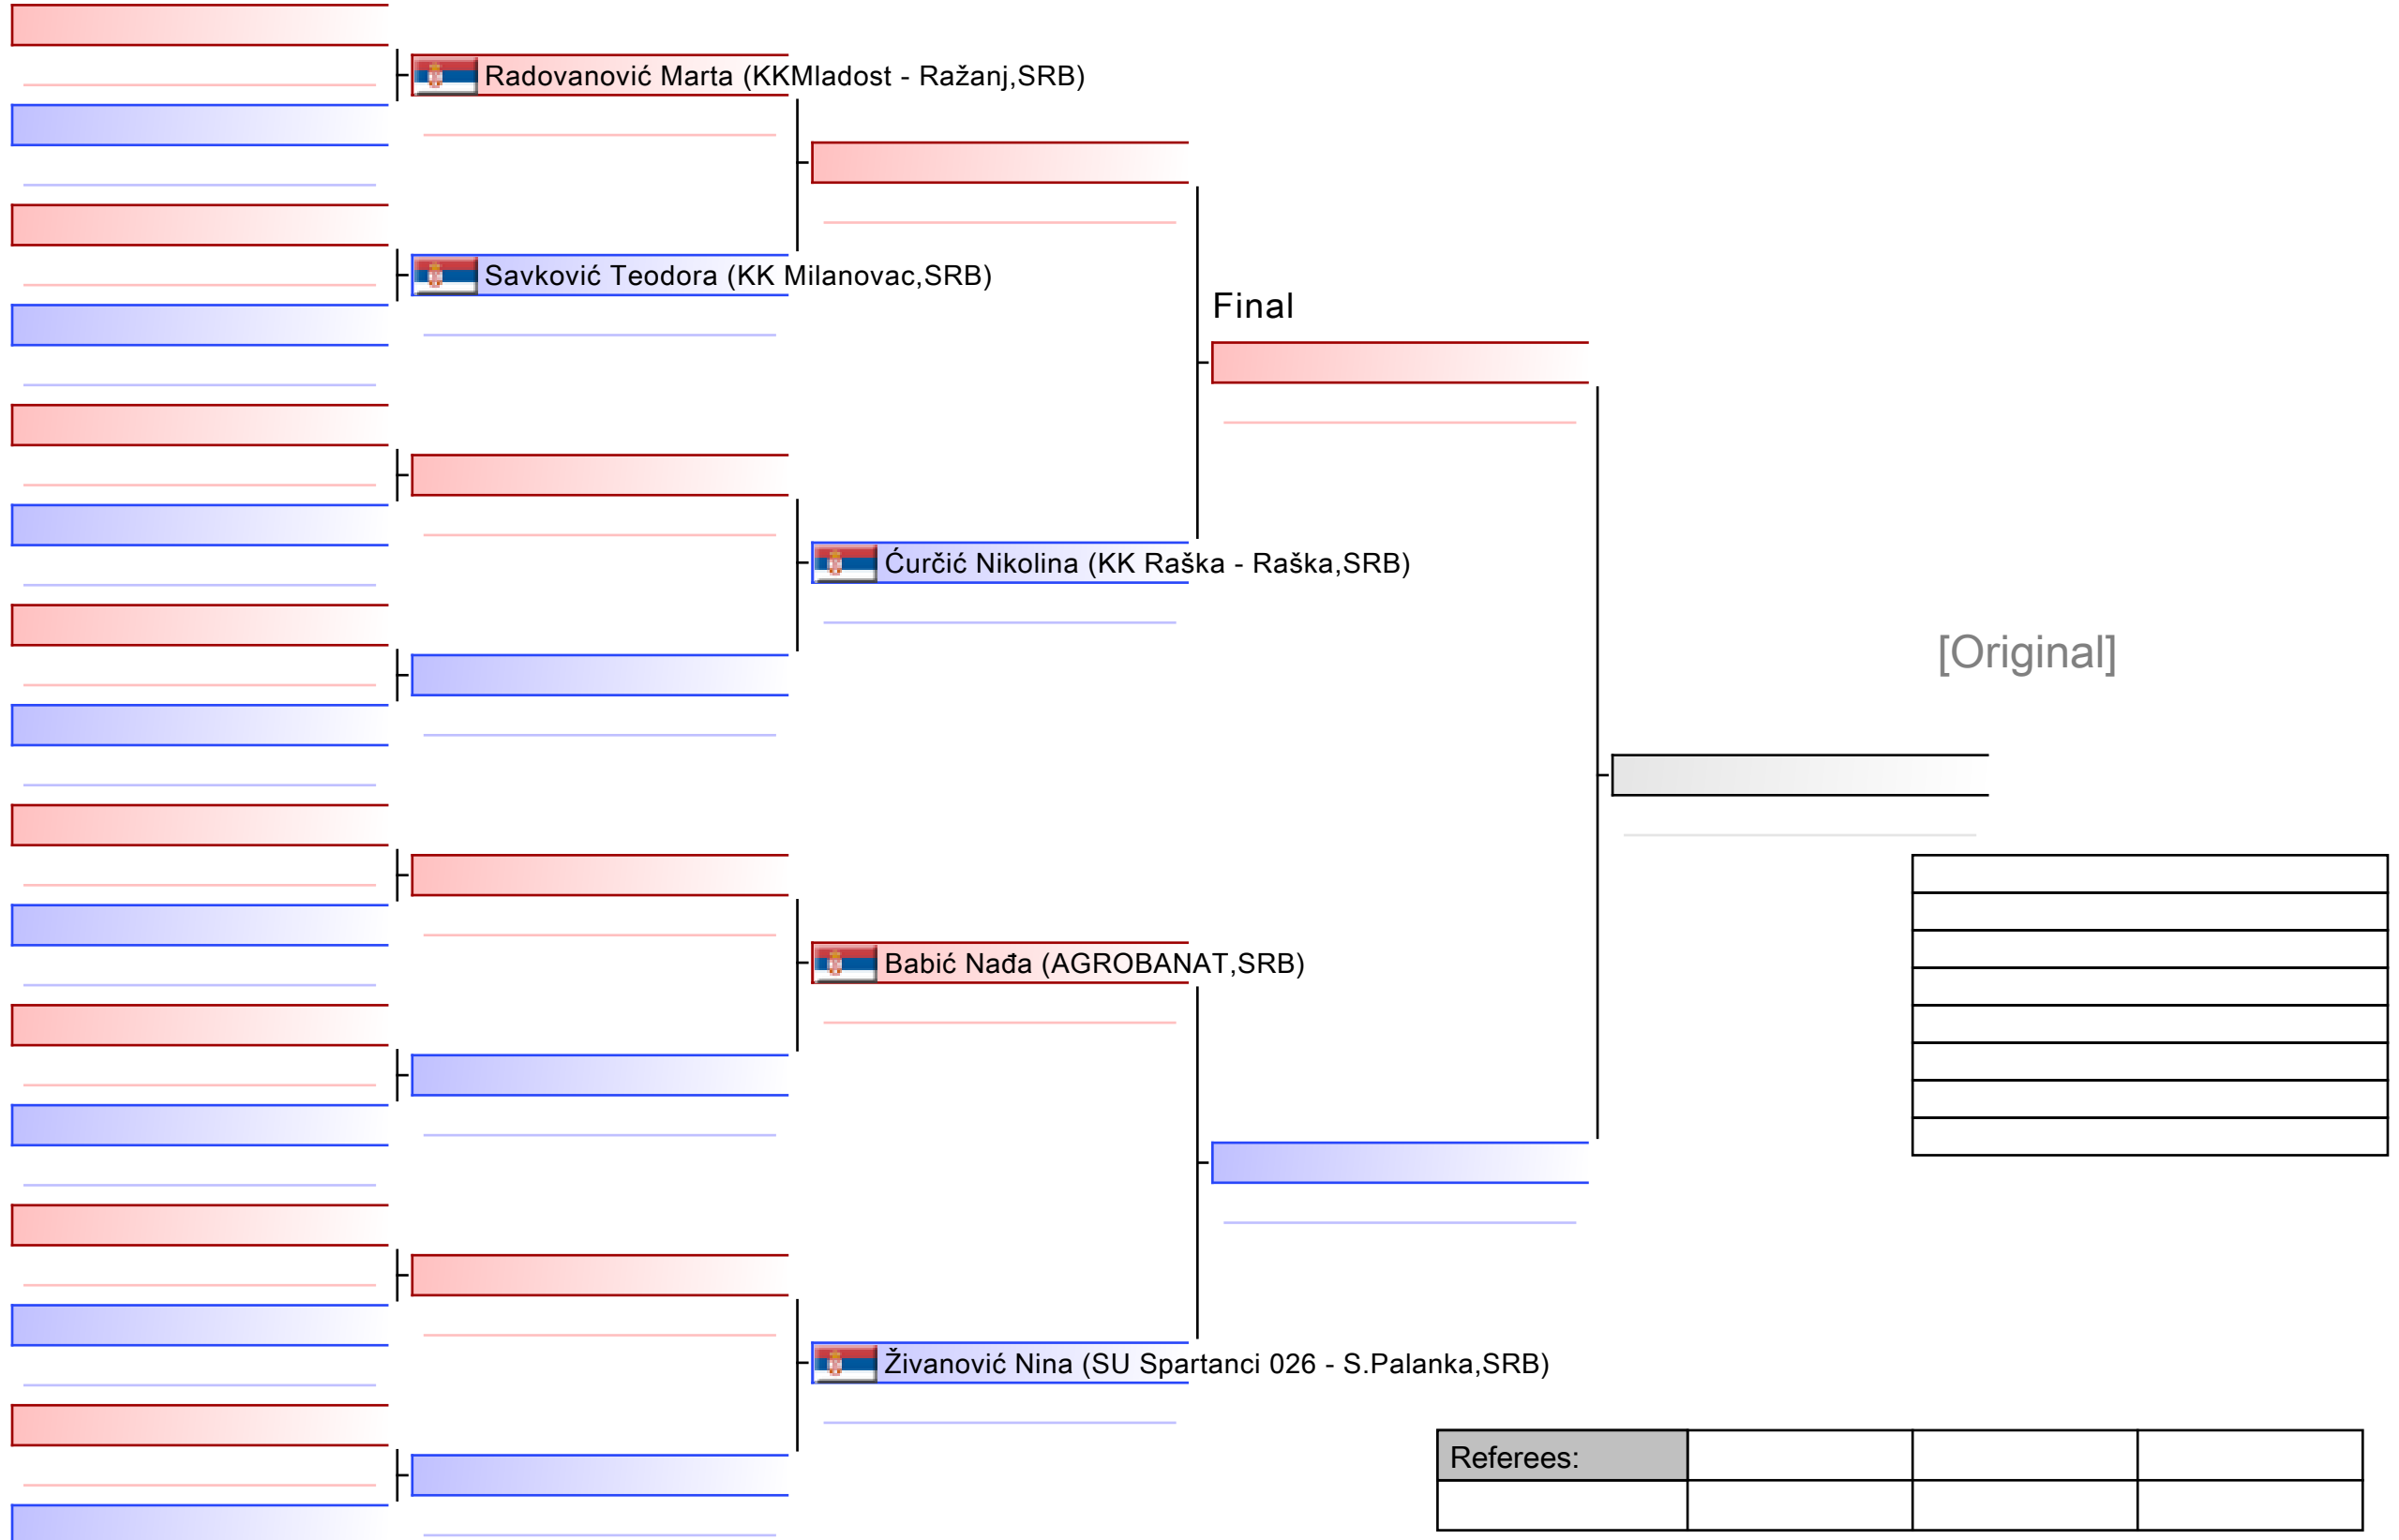 Radovanović Marta (KKMladost - Ražanj,SRB)
Savković Teodora (KK Milanovac,SRB)
Final
Ćurčić Nikolina (KK Raška - Raška,SRB)
[Original]
Babić Nađa (AGROBANAT,SRB)
Živanović Nina (SU Spartanci 026 - S.Palanka,SRB)
Referees: